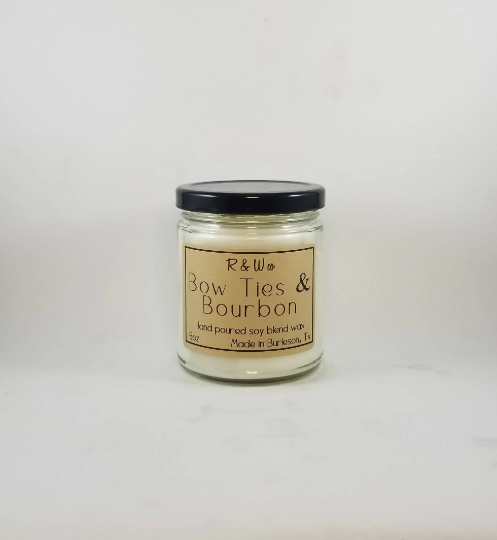 R & W co
Bow Ties &
Bourbon
Hand poured soy blend wax
Made in Burleson, Tx